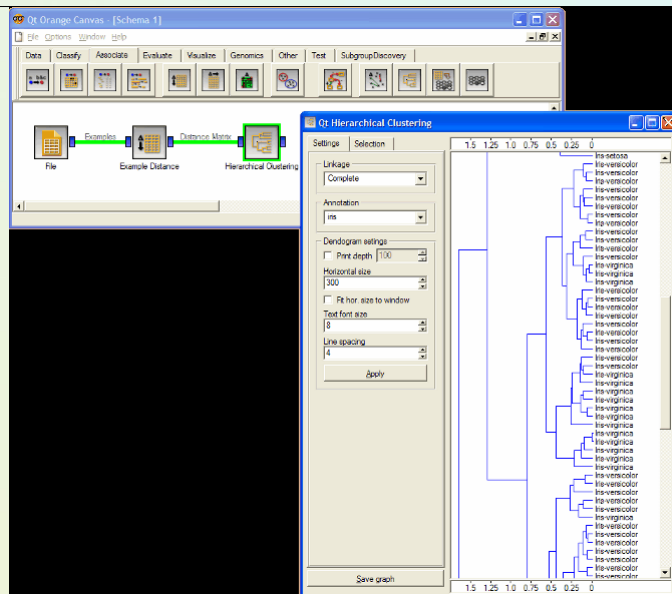 Qt Orange Canvas - [Schema 1]
File Options Window Help
Data Classify Associate Evaluate Visualize Genomics Other Test SubgroupDiscovery
Examples Distance Matrix
File Example Distance Hierarchical Clustering
Qt Hierarchical Clustering
Settings Selection
Linkage
Complete
Annotation
iris
Dendogram setings
Print depth 100
Horizontal size
300
Fit hor. size to window
Text font size
8
Line spacing
4
Apply
Save graph
1.5 1.25 1.0 0.75 0.5 0.25 0
Iris-setosa
Iris-versicolor
Iris-versicolor
Iris-versicolor
Iris-versicolor
Iris-versicolor
Iris-versicolor
Iris-versicolor
Iris-versicolor
Iris-versicolor
Iris-versicolor
Iris-versicolor
Iris-versicolor
Iris-virginica
Iris-virginica
Iris-virginica
Iris-versicolor
Iris-versicolor
Iris-versicolor
Iris-versicolor
Iris-versicolor
Iris-versicolor
Iris-versicolor
Iris-versicolor
Iris-versicolor
Iris-versicolor
Iris-virginica
Iris-virginica
Iris-virginica
Iris-virginica
Iris-virginica
Iris-virginica
Iris-virginica
Iris-virginica
Iris-virginica
Iris-virginica
Iris-virginica
Iris-virginica
Iris-versicolor
Iris-versicolor
Iris-versicolor
Iris-versicolor
Iris-versicolor
Iris-virginica
Iris-versicolor
Iris-versicolor
Iris-versicolor
Iris-versicolor
Iris-versicolor
Iris-versicolor
Iris-versicolor
1.5 1.25 1.0 0.75 0.5 0.25 0